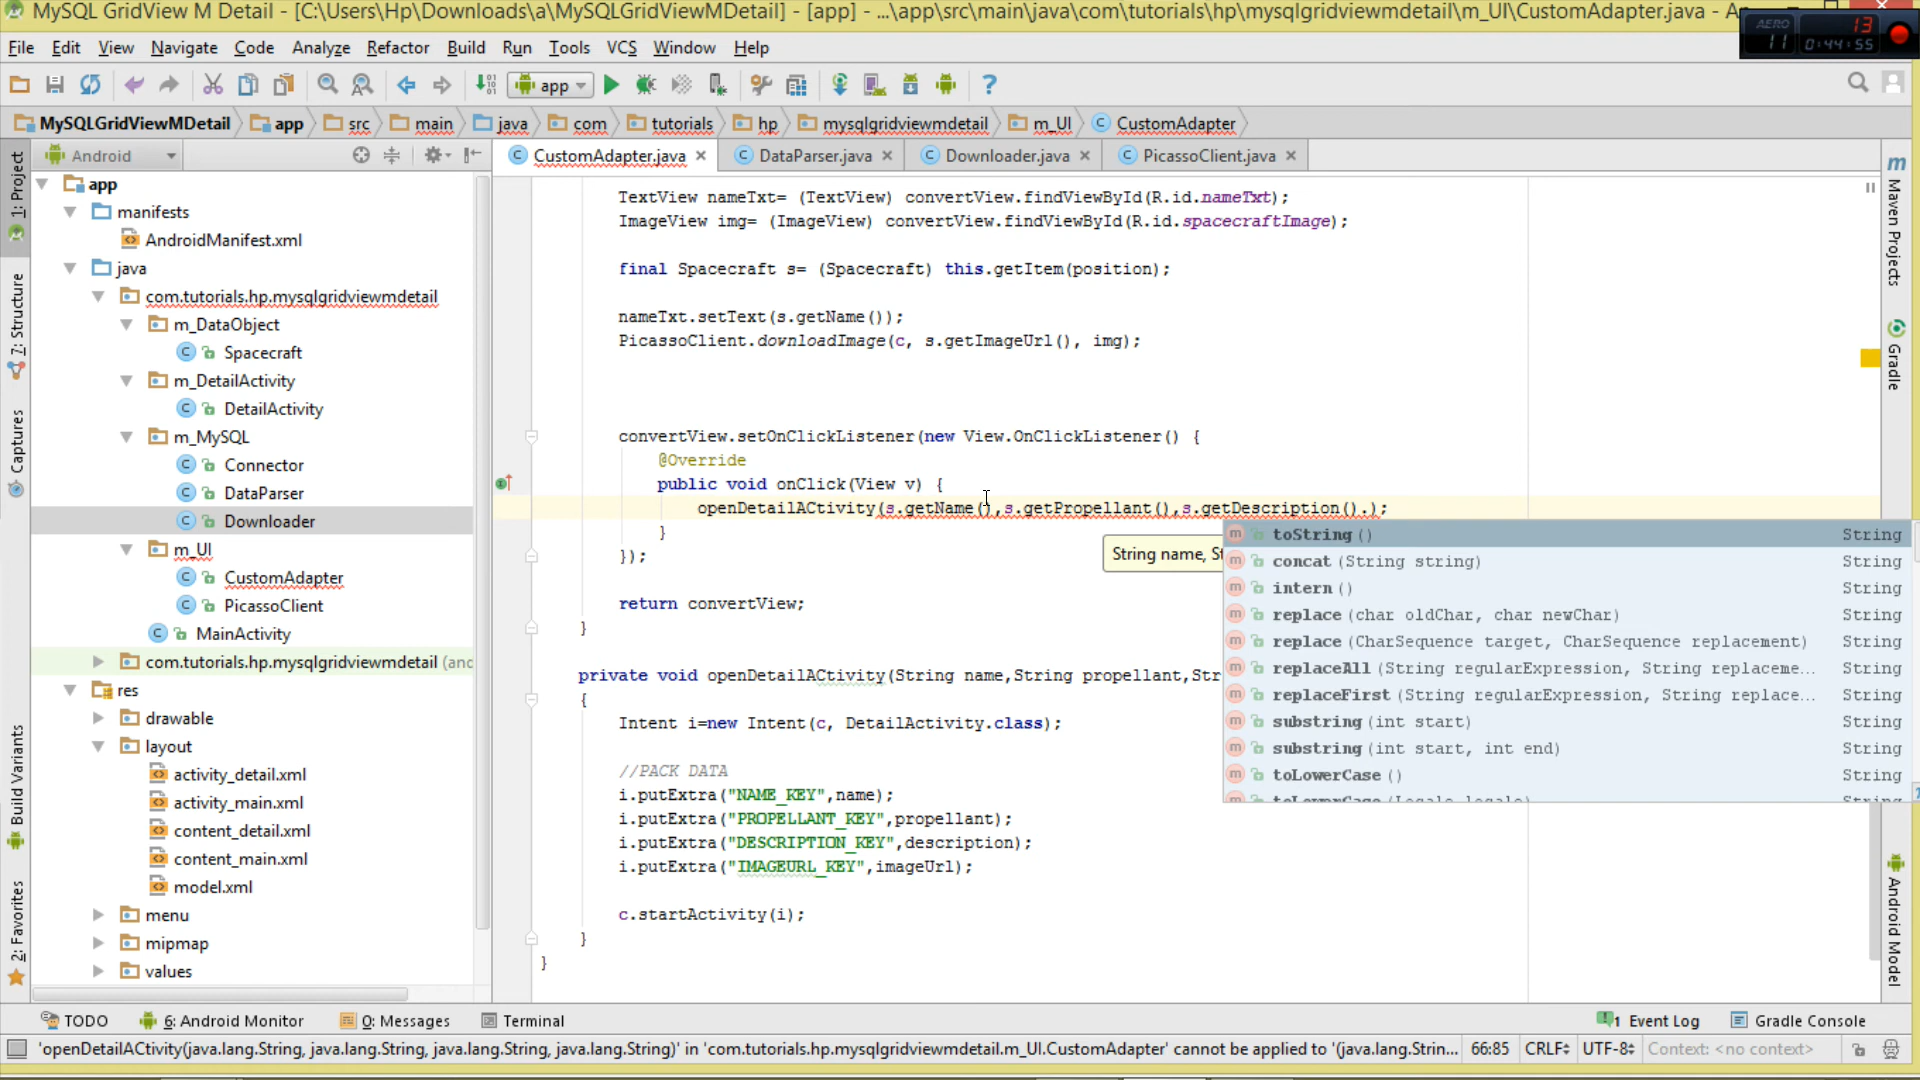 MySQL GridView M Detail - [C:\Users\Hp\Downloads\a\MySQLGridViewMDetail] - [app] - ...\app\src\main\java\com\tutorials\hp\mysqlgridviewmdetail\m_UI\CustomAdapter.java -
AERO 11 13 0:44:55
File Edit View Navigate Code Analyze Refactor Build Run Tools VCS Window Help
app
MySQLGridViewMDetail app src main java com tutorials hp mysqlgridviewmdetail m_UI CustomAdapter
Android
CustomAdapter.java DataParser.java Downloader.java PicassoClient.java
1: Project
7: Structure
Captures
Build Variants
2: Favorites
app
manifests
AndroidManifest.xml
java
com.tutorials.hp.mysqlgridviewmdetail
m_DataObject
Spacecraft
m_DetailActivity
DetailActivity
m_MySQL
Connector
DataParser
Downloader
m_UI
CustomAdapter
PicassoClient
MainActivity
com.tutorials.hp.mysqlgridviewmdetail (and
res
drawable
layout
activity_detail.xml
activity_main.xml
content_detail.xml
content_main.xml
model.xml
menu
mipmap
values
TextView nameTxt= (TextView) convertView.findViewById(R.id.nameTxt);
ImageView img= (ImageView) convertView.findViewById(R.id.spacecraftImage);
final Spacecraft s= (Spacecraft) this.getItem(position);
nameTxt.setText(s.getName());
PicassoClient.downloadImage(c, s.getImageUrl(), img);
convertView.setOnClickListener(new View.OnClickListener() {
@Override
public void onClick(View v) {
openDetailACtivity(s.getName(),s.getPropellant(),s.getDescription().);
}
});
String name, St
return convertView;
}
private void openDetailACtivity(String name,String propellant,Str
{
Intent i=new Intent(c, DetailActivity.class);
//PACK DATA
i.putExtra("NAME_KEY",name);
i.putExtra("PROPELLANT_KEY",propellant);
i.putExtra("DESCRIPTION_KEY",description);
i.putExtra("IMAGEURL_KEY",imageUrl);
c.startActivity(i);
}
}
toString() String
concat(String string) String
intern() String
replace(char oldChar, char newChar) String
replace(CharSequence target, CharSequence replacement) String
replaceAll(String regularExpression, String replaceme... String
replaceFirst(String regularExpression, String replace... String
substring(int start) String
substring(int start, int end) String
toLowerCase() String
toLowerCase(Locale locale) String
Maven Projects
Gradle
Android Model
TODO 6: Android Monitor 0: Messages Terminal 1 Event Log Gradle Console
'openDetailACtivity(java.lang.String, java.lang.String, java.lang.String, java.lang.String)' in 'com.tutorials.hp.mysqlgridviewmdetail.m_UI.CustomAdapter' cannot be applied to '(java.lang.Strin... 66:85 CRLF UTF-8 Context: <no context>